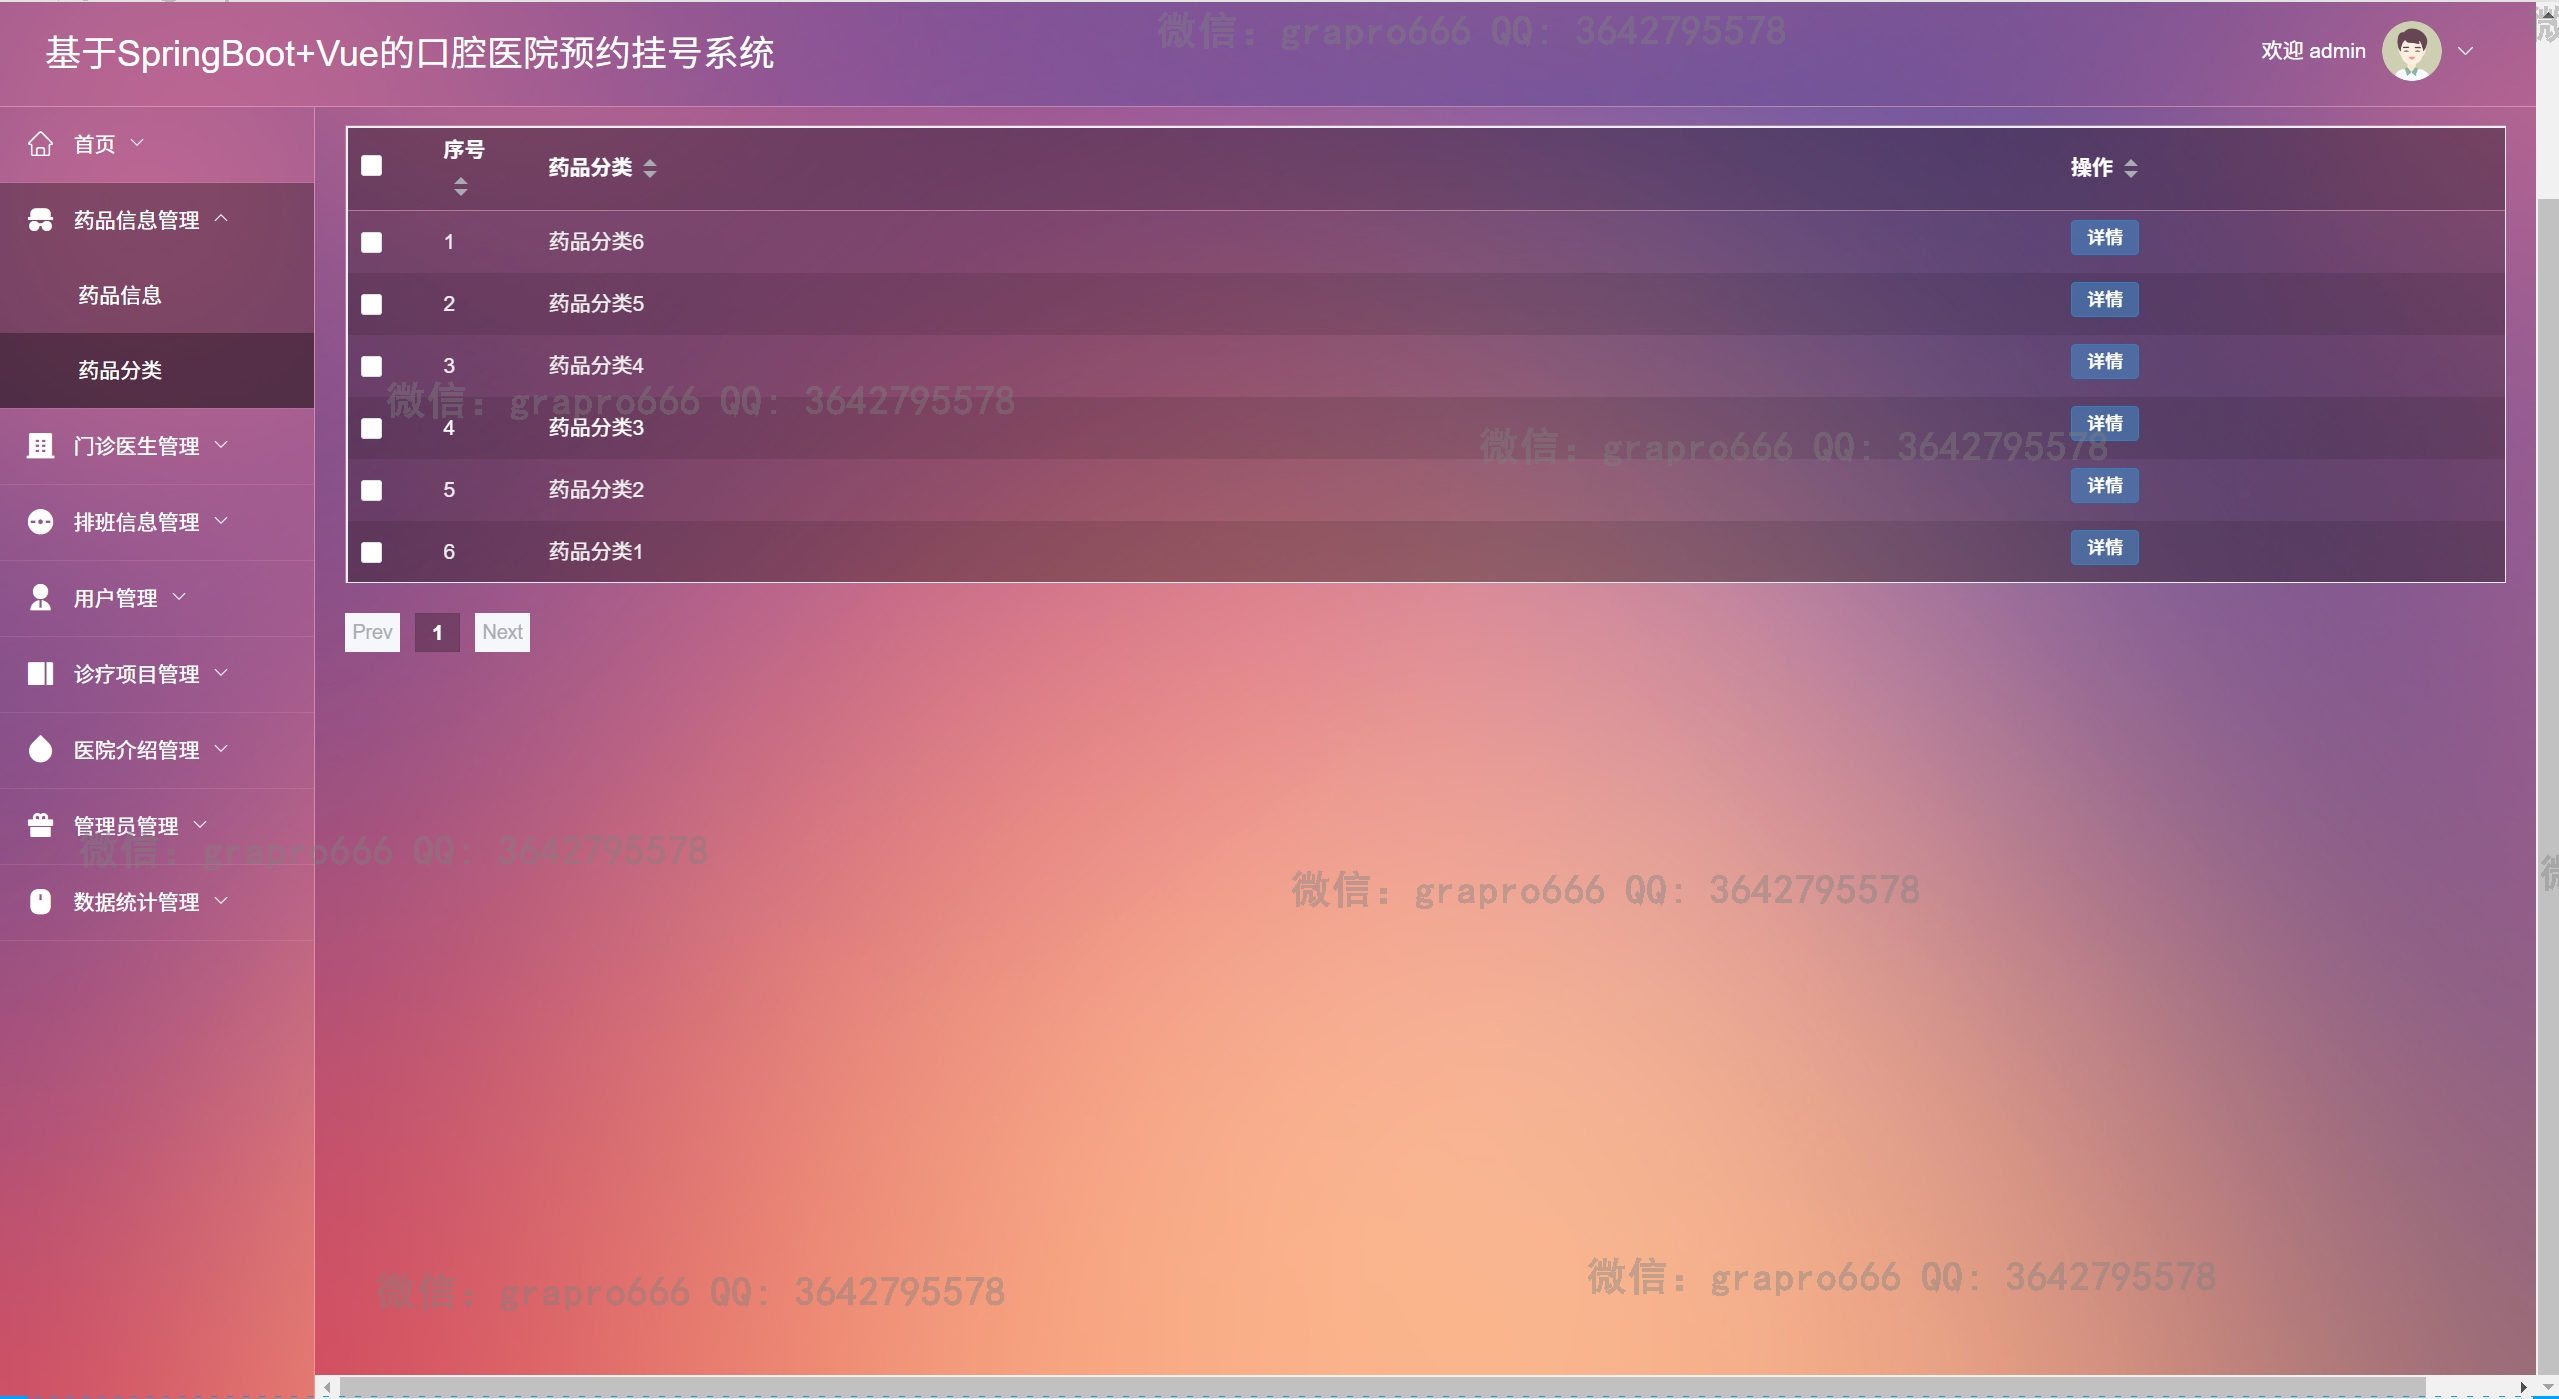 基于SpringBoot+Vue的口腔医院预约挂号系统
微信: grapro666 QQ: 3642795578
欢迎 admin
首页
药品信息管理
药品信息
药品分类
门诊医生管理
排班信息管理
用户管理
诊疗项目管理
医院介绍管理
管理员管理
数据统计管理
序号 药品分类 操作
1 药品分类6 详情
2 药品分类5 详情
3 药品分类4 详情
微信: grapro666 QQ: 3642795578
4 药品分类3 详情
微信: grapro666 QQ: 3642795578
5 药品分类2 详情
6 药品分类1 详情
Prev 1 Next
微信: grapro666 QQ: 3642795578
微信: grapro666 QQ: 3642795578
微信: grapro666 QQ: 3642795578
微信: grapro666 QQ: 3642795578